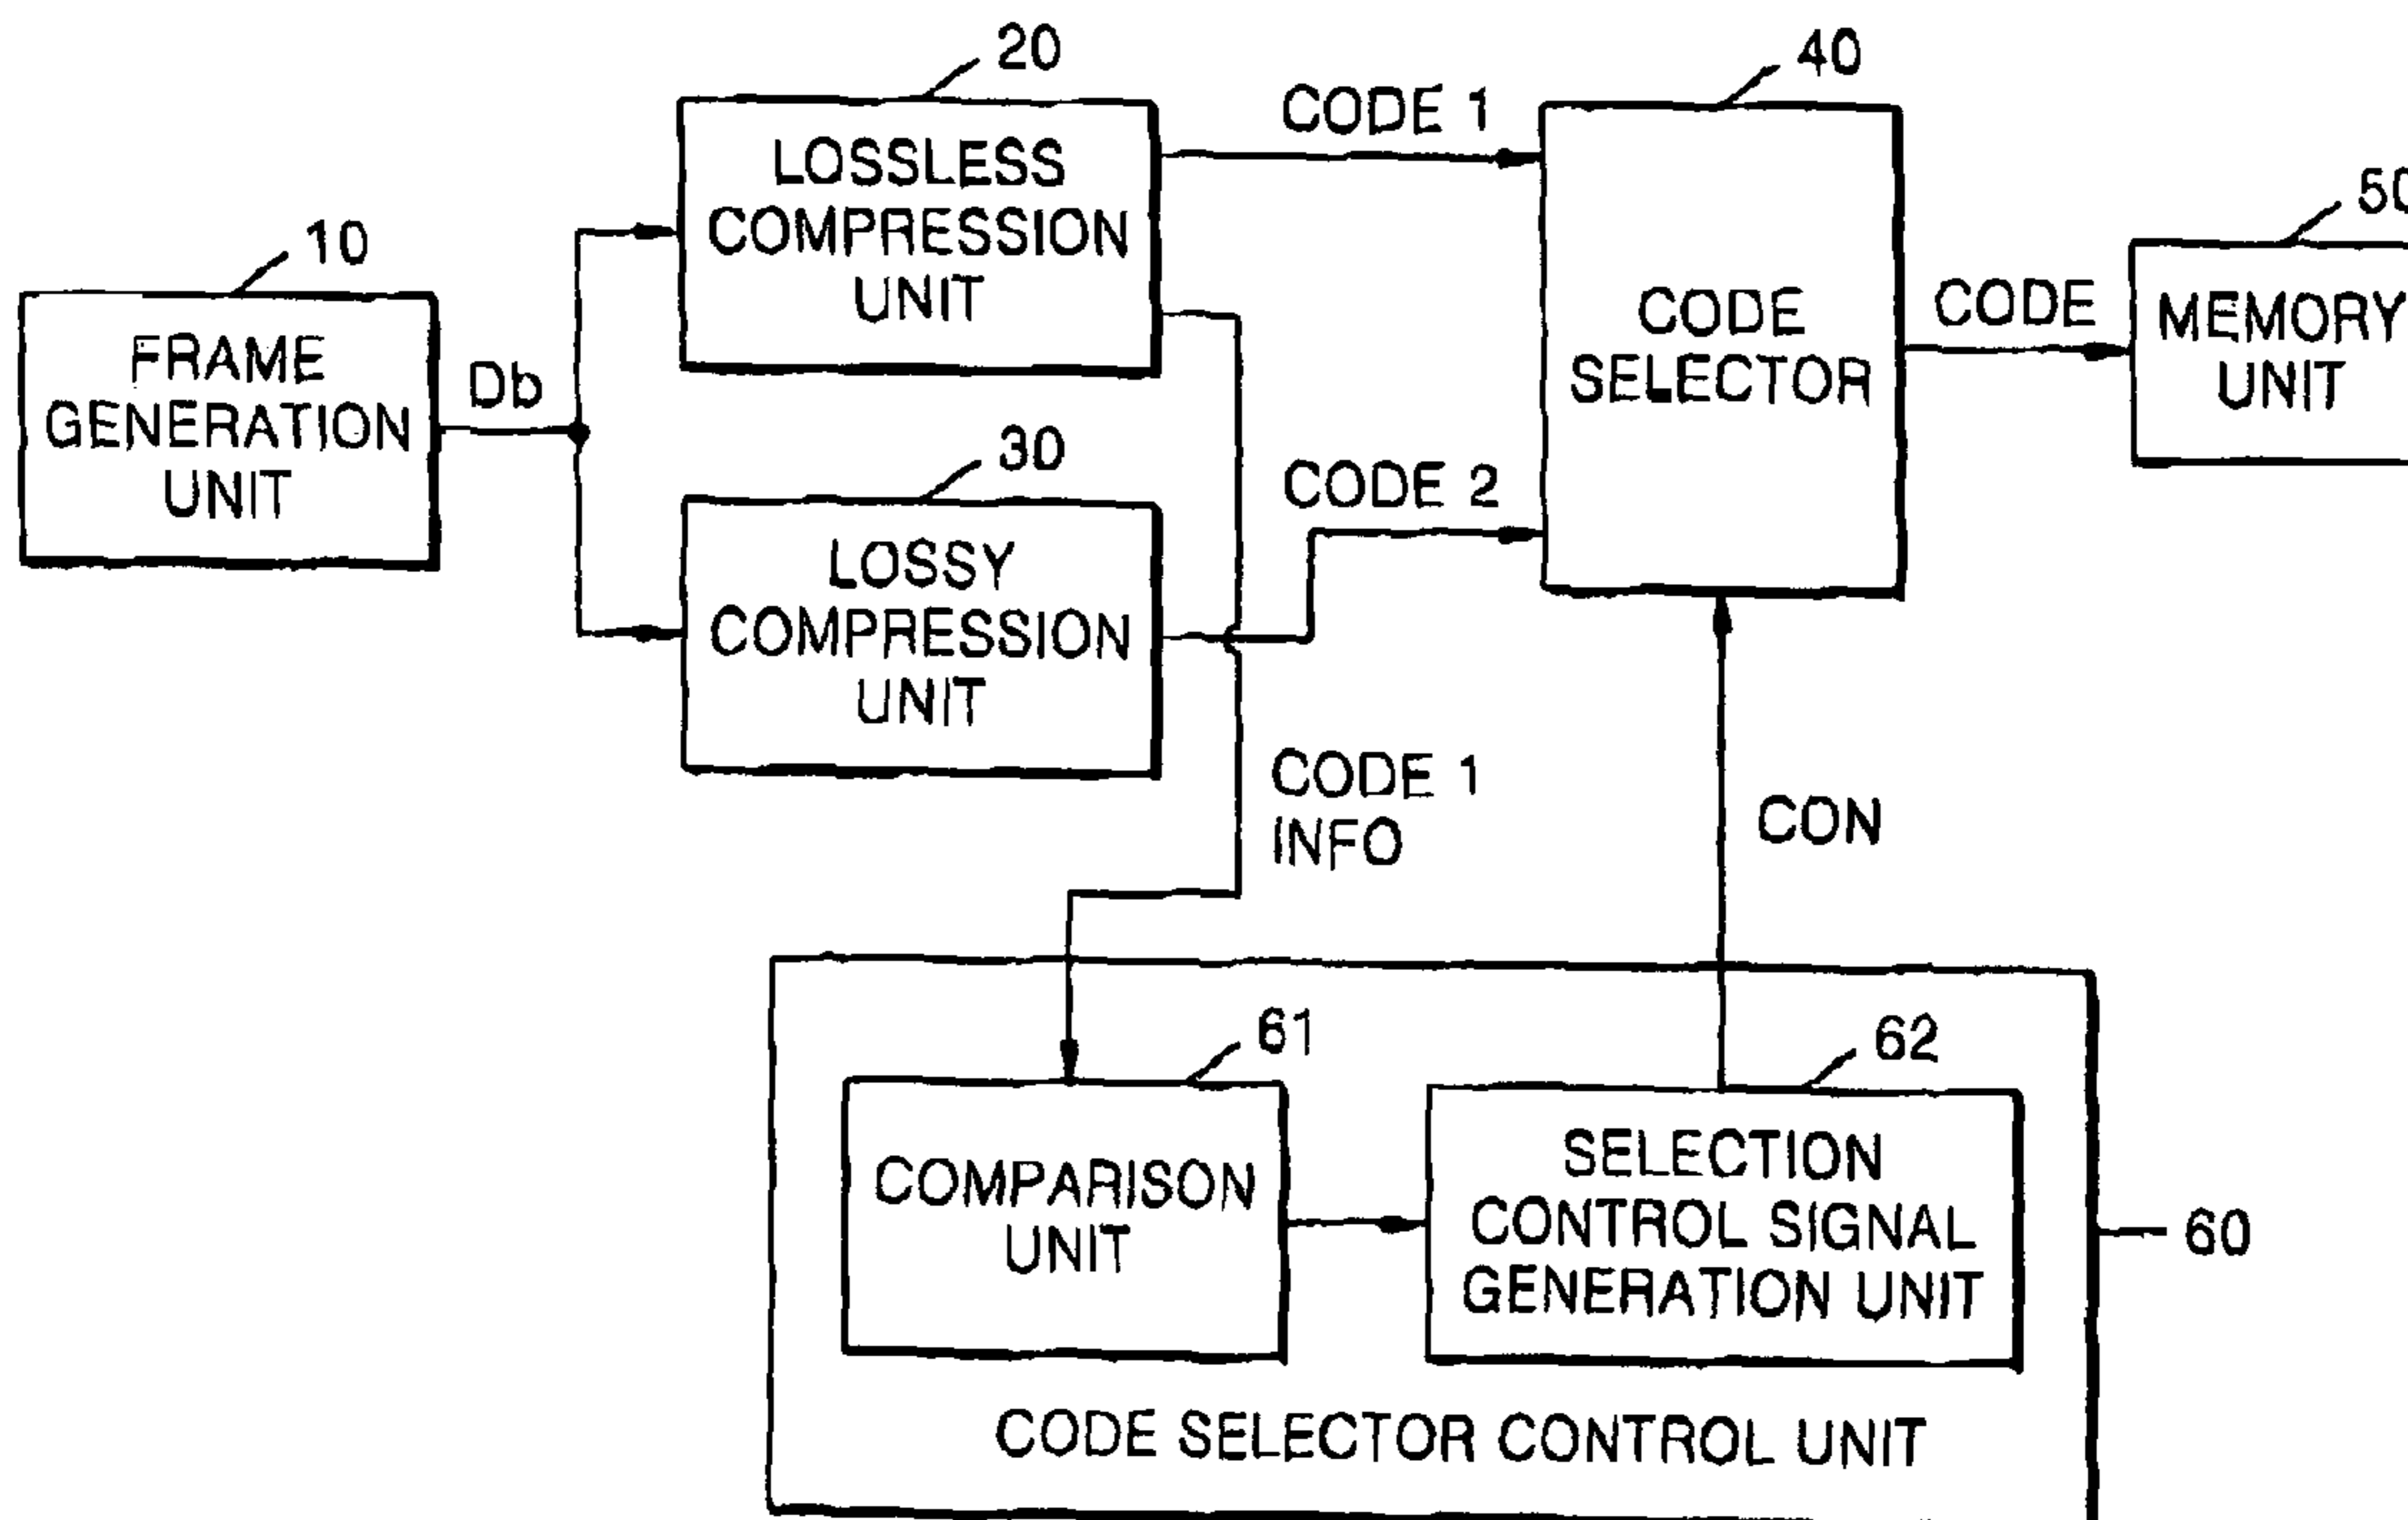 20
40
CODE 1
LOSSLESS
COMPRESSION
UNIT
10
50
FRAME
GENERATION
UNIT
Db
CODE
SELECTOR
CODE
MEMORY
UNIT
30
CODE 2
LOSSY
COMPRESSION
UNIT
CODE 1
INFO
CON
61
62
COMPARISON
UNIT
SELECTION
CONTROL SIGNAL
GENERATION UNIT
60
CODE SELECTOR CONTROL UNIT